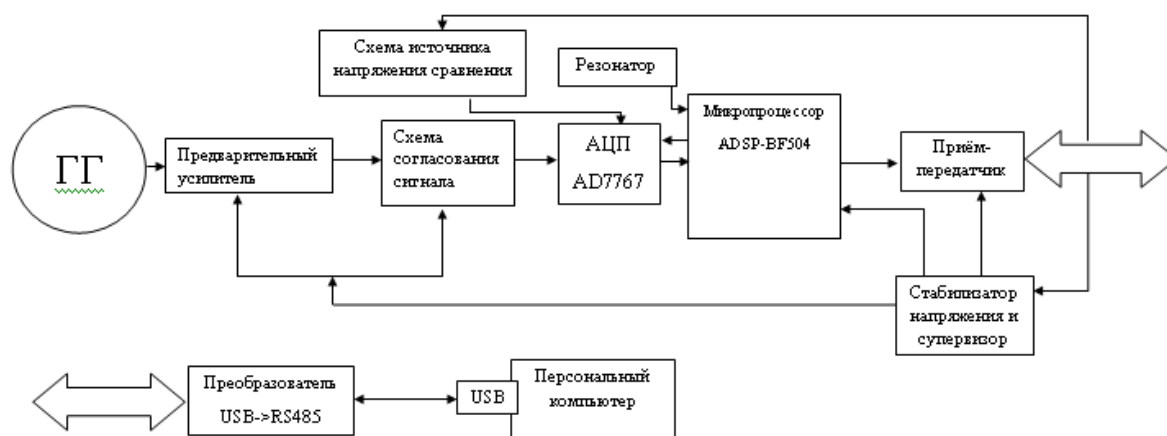 Схема источника
напряжения сравнения
Резонатор
ГГ
Предварительный
усилитель
Схема
согласования
сигнала
АЦП
AD7767
Микропроцессор
ADSP-BF504
Приём-
передатчик
Стабилизатор
напряжения и
супервизор
Преобразователь
USB->RS485
USB
Персональный
компьютер